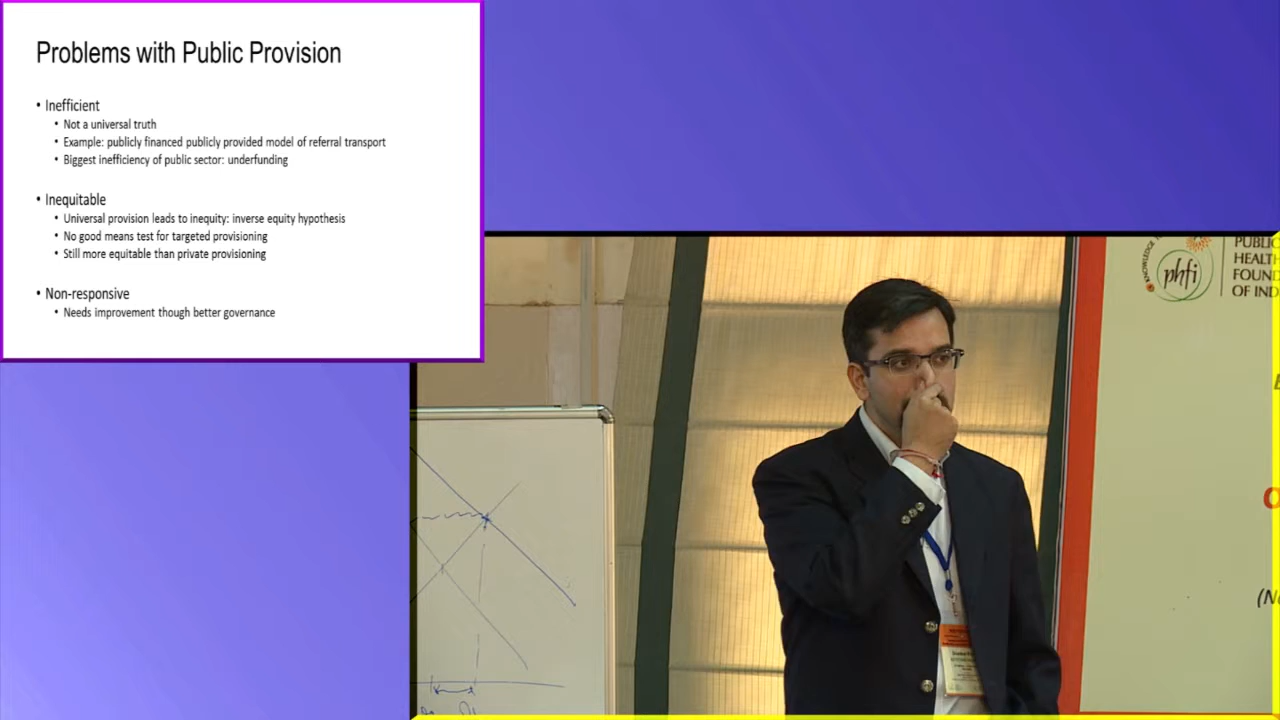 Problems with Public Provision
• Inefficient
• Not a universal truth
• Example: publicly financed publicly provided model of referral transport
• Biggest inefficiency of public sector: underfunding
• Inequitable
• Universal provision leads to inequity: inverse equity hypothesis
• No good means test for targeted provisioning
• Still more equitable than private provisioning
• Non-responsive
• Needs improvement though better governance
phfi
PUBLIC
HEALTH
FOUND
OF IND